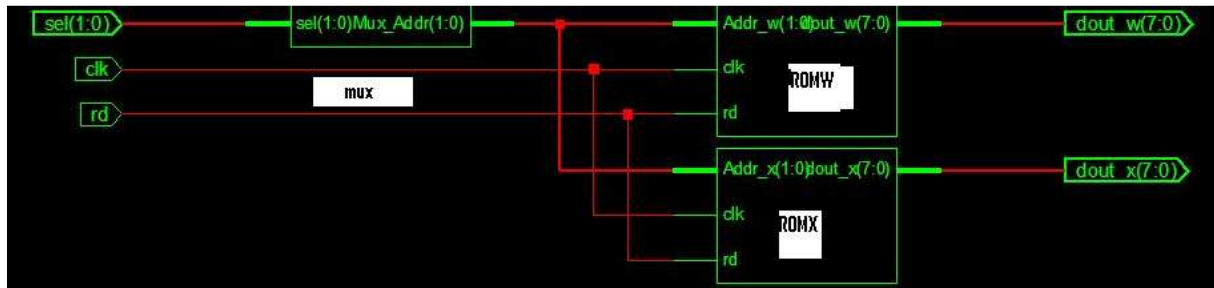 sel(1:0) sel(1:0)Mux_Addr(1:0) Addr_w(1:0)dout_w(7:0) dout_w(7:0)
clk clk
mux ROMW
rd rd
Addr_x(1:0)dout_x(7:0) dout_x(7:0)
clk
ROMX
rd